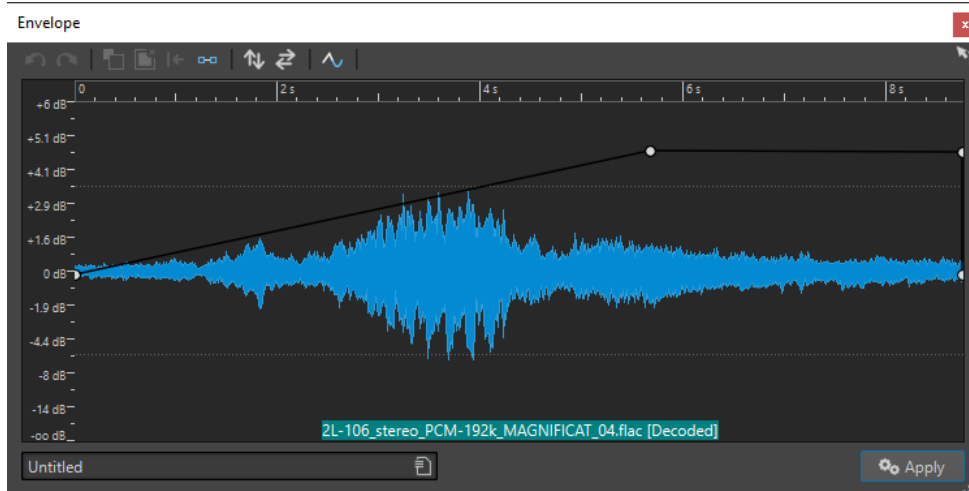 Envelope
0 2 s 4 s 6 s 8 s
+6 dB
+5.1 dB
+4.1 dB
+2.9 dB
+1.6 dB
0 dB
-1.9 dB
-4.4 dB
-8 dB
-14 dB
-oo dB
2L-106_stereo_PCM-192k_MAGNIFICAT_04.flac [Decoded]
Untitled
Apply